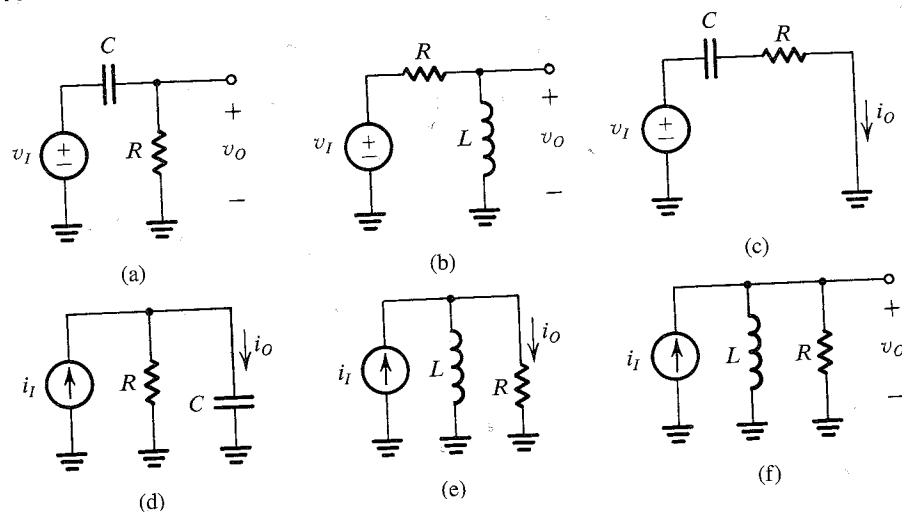 C
v_I
+
−
R
+
v_O
−
(a)
R
v_I
+
−
L
+
v_O
−
(b)
C
R
v_I
+
−
i_O
(c)
i_I
R
C
i_O
(d)
i_I
L
R
i_O
(e)
i_I
L
R
+
v_O
−
(f)